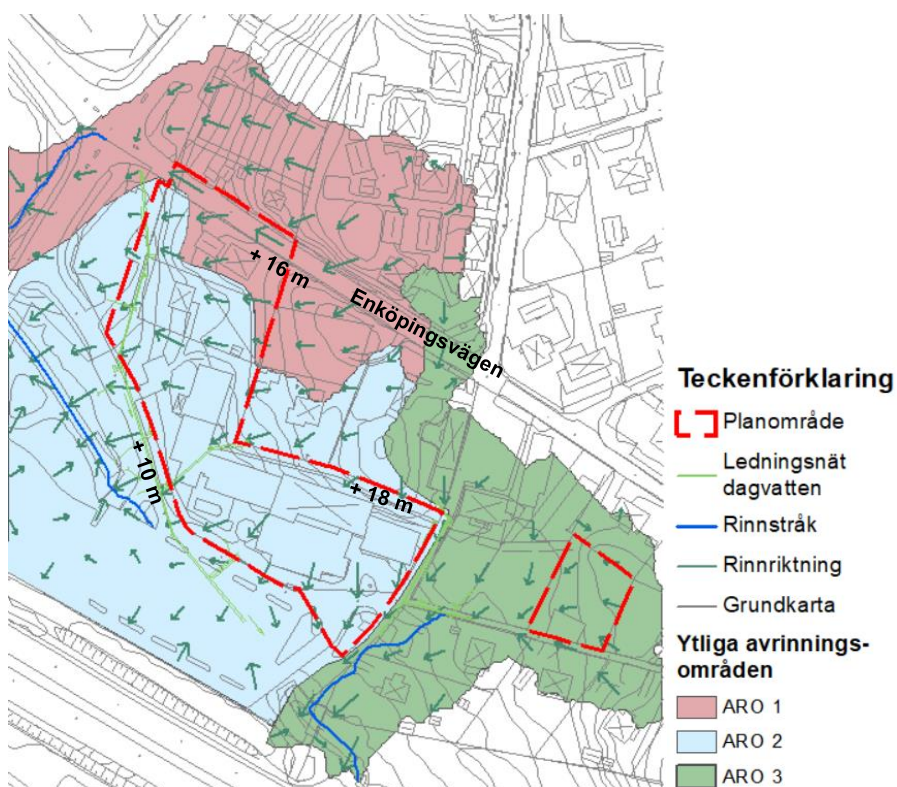 + 16 m
Enköpingsvägen
+ 10 m
+ 18 m
Teckenförklaring
Planområde
Ledningsnät
dagvatten
Rinnstråk
Rinnriktning
Grundkarta
Ytliga avrinnings-
områden
ARO 1
ARO 2
ARO 3